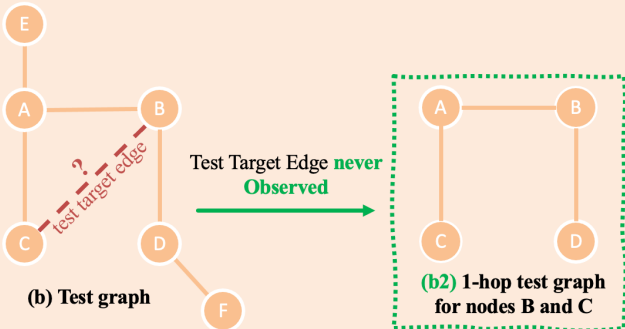 E
A
B
?
test target edge
C
D
F
(b) Test graph
Test Target Edge never
Observed
A
B
C
D
(b2) 1-hop test graph
for nodes B and C